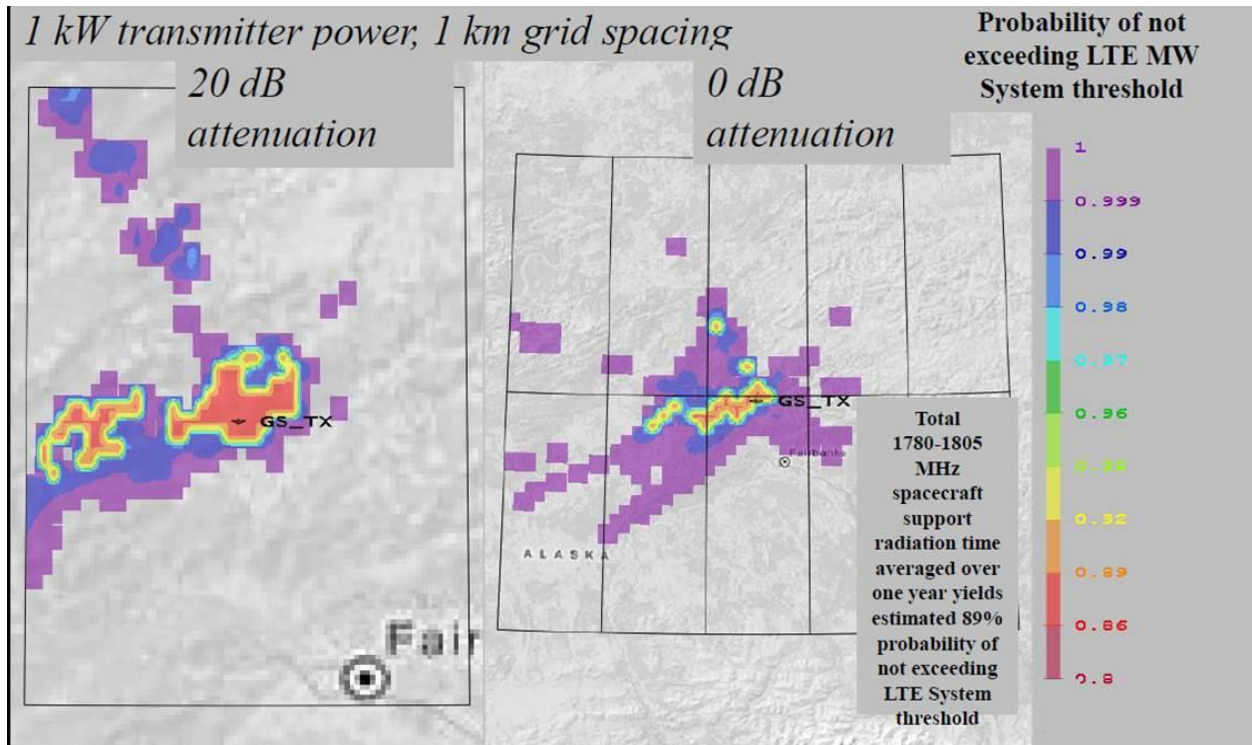 1 kW transmitter power, 1 km grid spacing
20 dB
attenuation
0 dB
attenuation
Probability of not
exceeding LTE MW
System threshold
1
0.999
0.99
0.98
0.97
0.96
0.92
0.89
0.86
0.8
GS_TX
Fair
GS_TX
Fairbanks
ALASKA
Total
1780-1805
MHz
spacecraft
support
radiation time
averaged over
one year yields
estimated 89%
probability of
not exceeding
LTE System
threshold